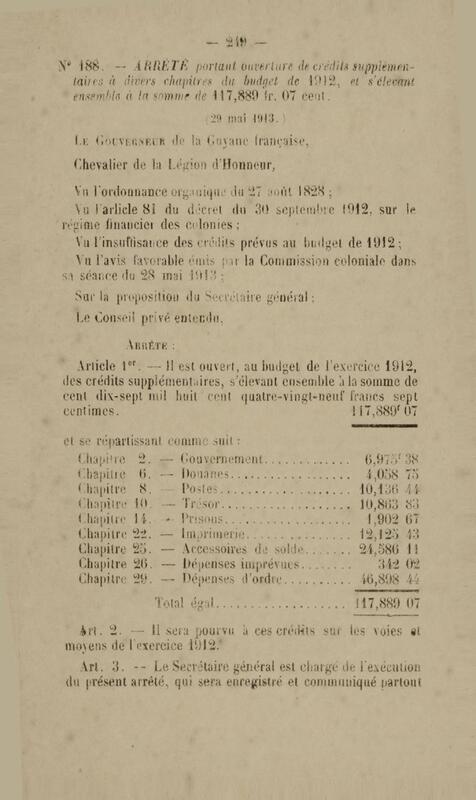 — 249 —
N° 188. — ARRÊTÉ portant ouverture de crédits supplémen-
taires à divers chapitres du budget de 1912, et s'élevant
ensemble à la somme de 117,889 fr. 07 cent.
(29 mai 1913.)
LE GOUVERNEUR de la Guyane française,
Chevalier de la Légion d'Honneur,
Vu l'ordonnance organique du 27 août 1828 ;
Vu l'article 81 du décret du 30 septembre 1912, sur le
régime financier des colonies ;
Vu l'insuffisance des crédits prévus au budget de 1912 ;
Vu l'avis favorable émis par la Commission coloniale dans
sa séance du 28 mai 1913 ;
Sur la proposition du Secrétaire général ;
Le Conseil privé entendu,
ARRÊTE :
Article 1er. — Il est ouvert, au budget de l'exercice 1912,
des crédits supplémentaires, s'élevant ensemble à la somme de
cent dix-sept mil huit cent quatre-vingt-neuf francs sept
centimes. 117,889f 07
et se répartissant comme suit :
Chapitre 2. — Gouvernement............... 6,975f 38
Chapitre 6. — Douanes.................... 4,058 75
Chapitre 8. — Postes..................... 10,136 44
Chapitre 10. — Trésor.................... 10,863 83
Chapitre 14. — Prisons................... 1,902 67
Chapitre 22. — Imprimerie................ 12,125 43
Chapitre 25. — Accessoires de solde....... 24,586 11
Chapitre 26. — Dépenses imprévues........ 342 02
Chapitre 29. — Dépenses d'ordre.......... 46,898 44
Total égal.................... 117,889 07
Art. 2. — Il sera pourvu à ces crédits sur les voies et
moyens de l'exercice 1912.
Art. 3. — Le Secrétaire général est chargé de l'exécution
du présent arrêté, qui sera enregistré et communiqué partout